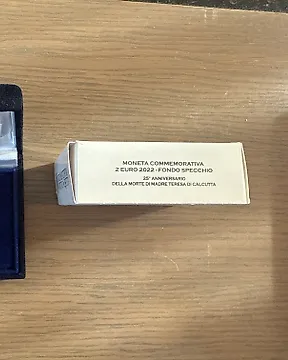 MONETA COMMEMORATIVA
2 EURO 2022 - FONDO SPECCHIO
25° ANNIVERSARIO
DELLA MORTE DI MADRE TERESA DI CALCUTTA